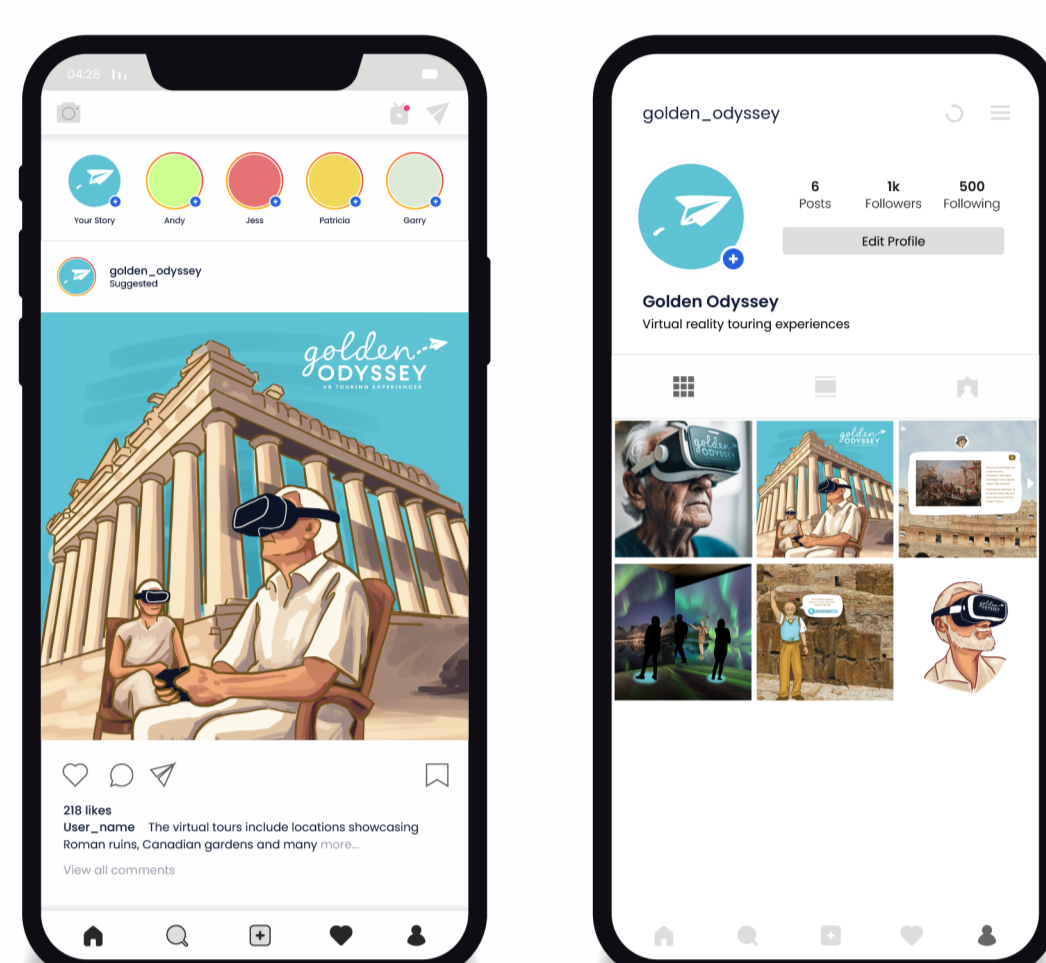 04:28
Your Story
Andy
Jess
Patricia
Garry
golden_odyssey
Suggested
golden
ODYSSEY
VR TOURING EXPERIENCES
218 likes
User_name The virtual tours include locations showcasing
Roman ruins, Canadian gardens and many more...
View all comments
golden_odyssey
6
Posts
1k
Followers
500
Following
Edit Profile
Golden Odyssey
Virtual reality touring experiences
golden
ODYSSEY
golden
ODYSSEY
golden
ODYSSEY